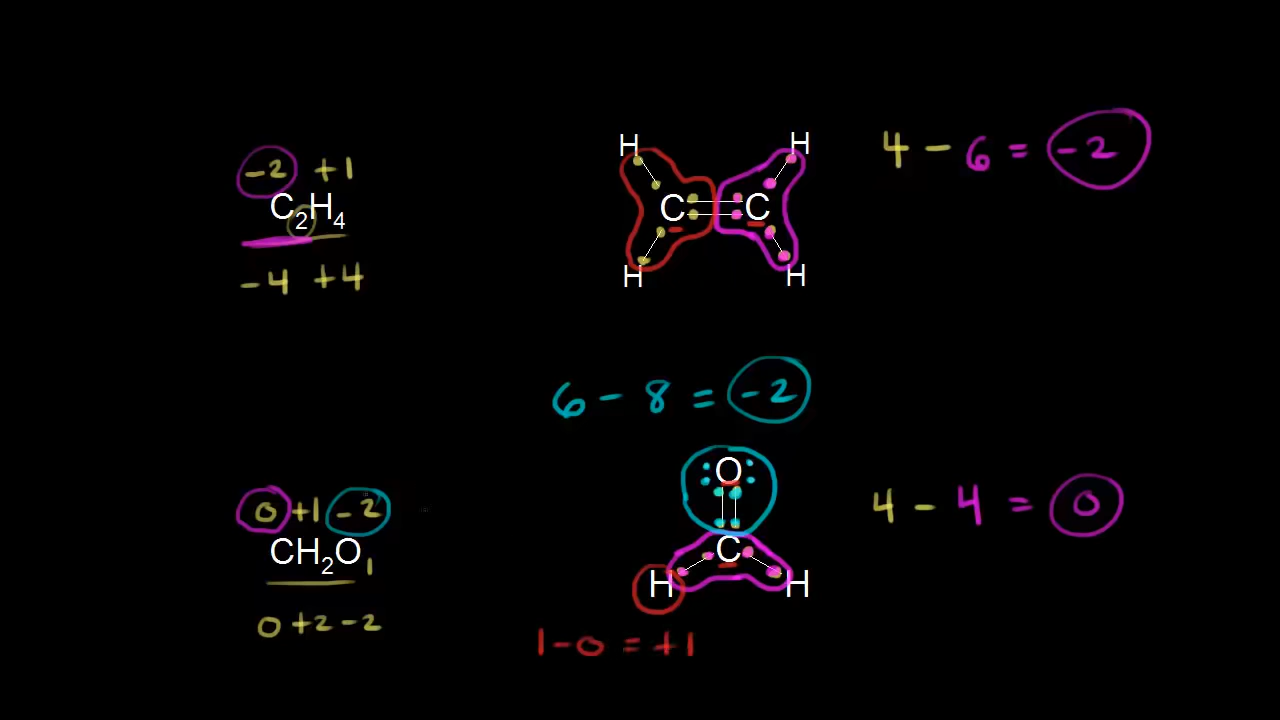 -2 +1
C₂H₄
-4 +4
H H
C C
H H
4 - 6 = -2
6 - 8 = -2
0 +1 -2
CH₂O₁
0 +2 -2
O
C
H H
1 - 0 = +1
4 - 4 = 0